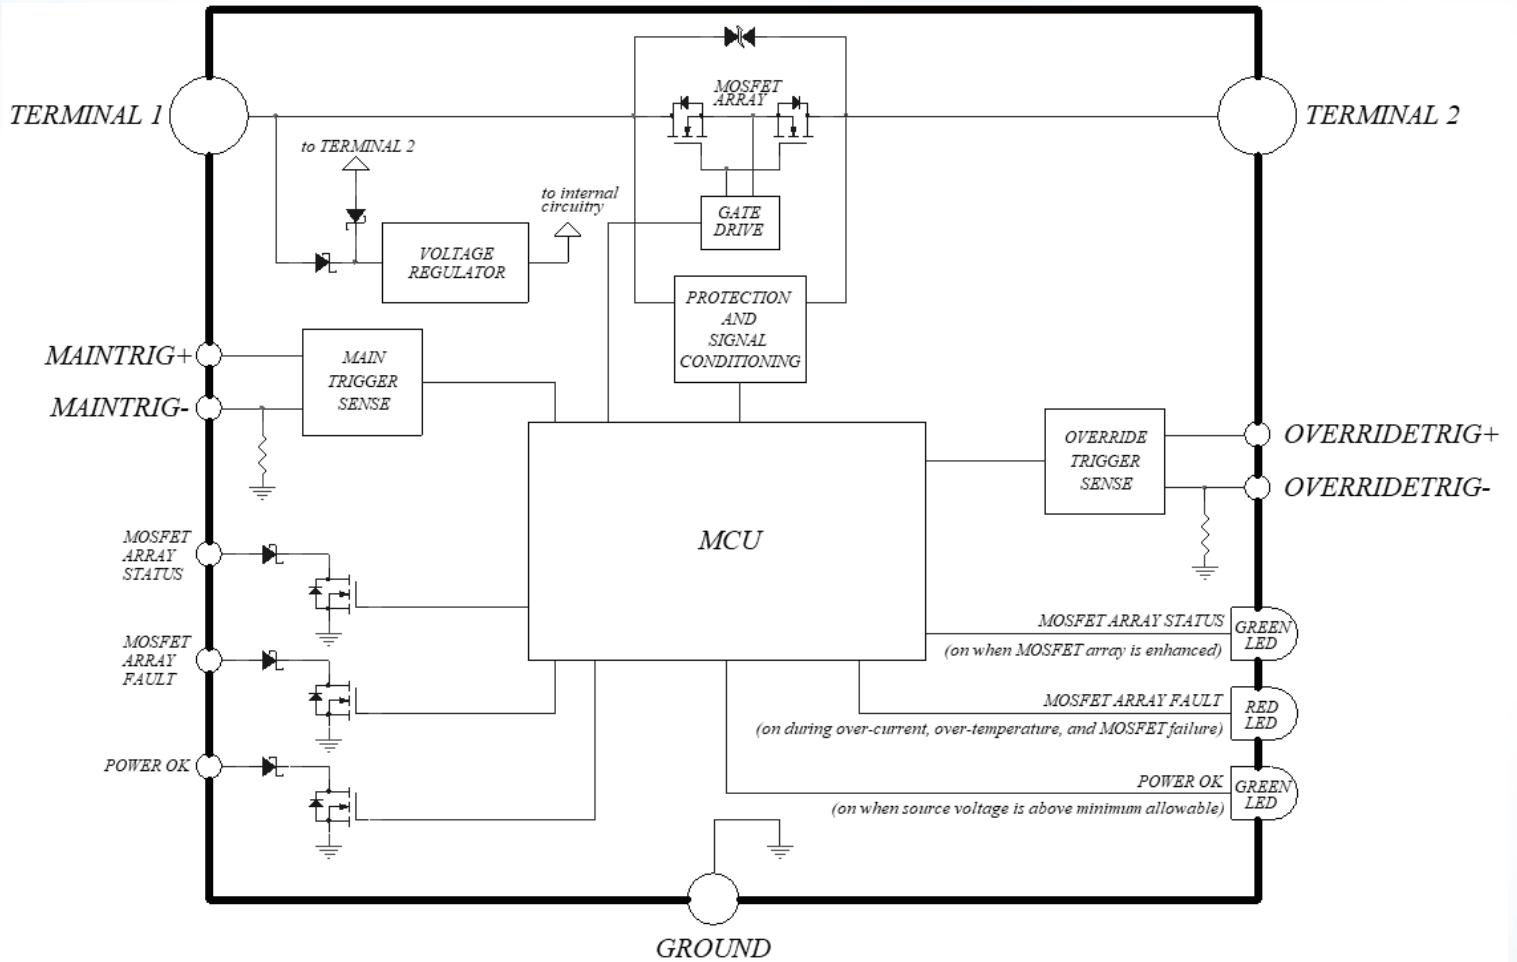 MOSFET
ARRAY
TERMINAL 1
TERMINAL 2
to TERMINAL 2
to internal
circuitry
GATE
DRIVE
VOLTAGE
REGULATOR
PROTECTION
AND
SIGNAL
CONDITIONING
MAINTRIG+
MAINTRIG-
MAIN
TRIGGER
SENSE
OVERRIDE
TRIGGER
SENSE
OVERRIDETRIG+
OVERRIDETRIG-
MCU
MOSFET
ARRAY
STATUS
MOSFET
ARRAY
FAULT
POWER OK
MOSFET ARRAY STATUS
(on when MOSFET array is enhanced)
GREEN
LED
MOSFET ARRAY FAULT
(on during over-current, over-temperature, and MOSFET failure)
RED
LED
POWER OK
(on when source voltage is above minimum allowable)
GREEN
LED
GROUND